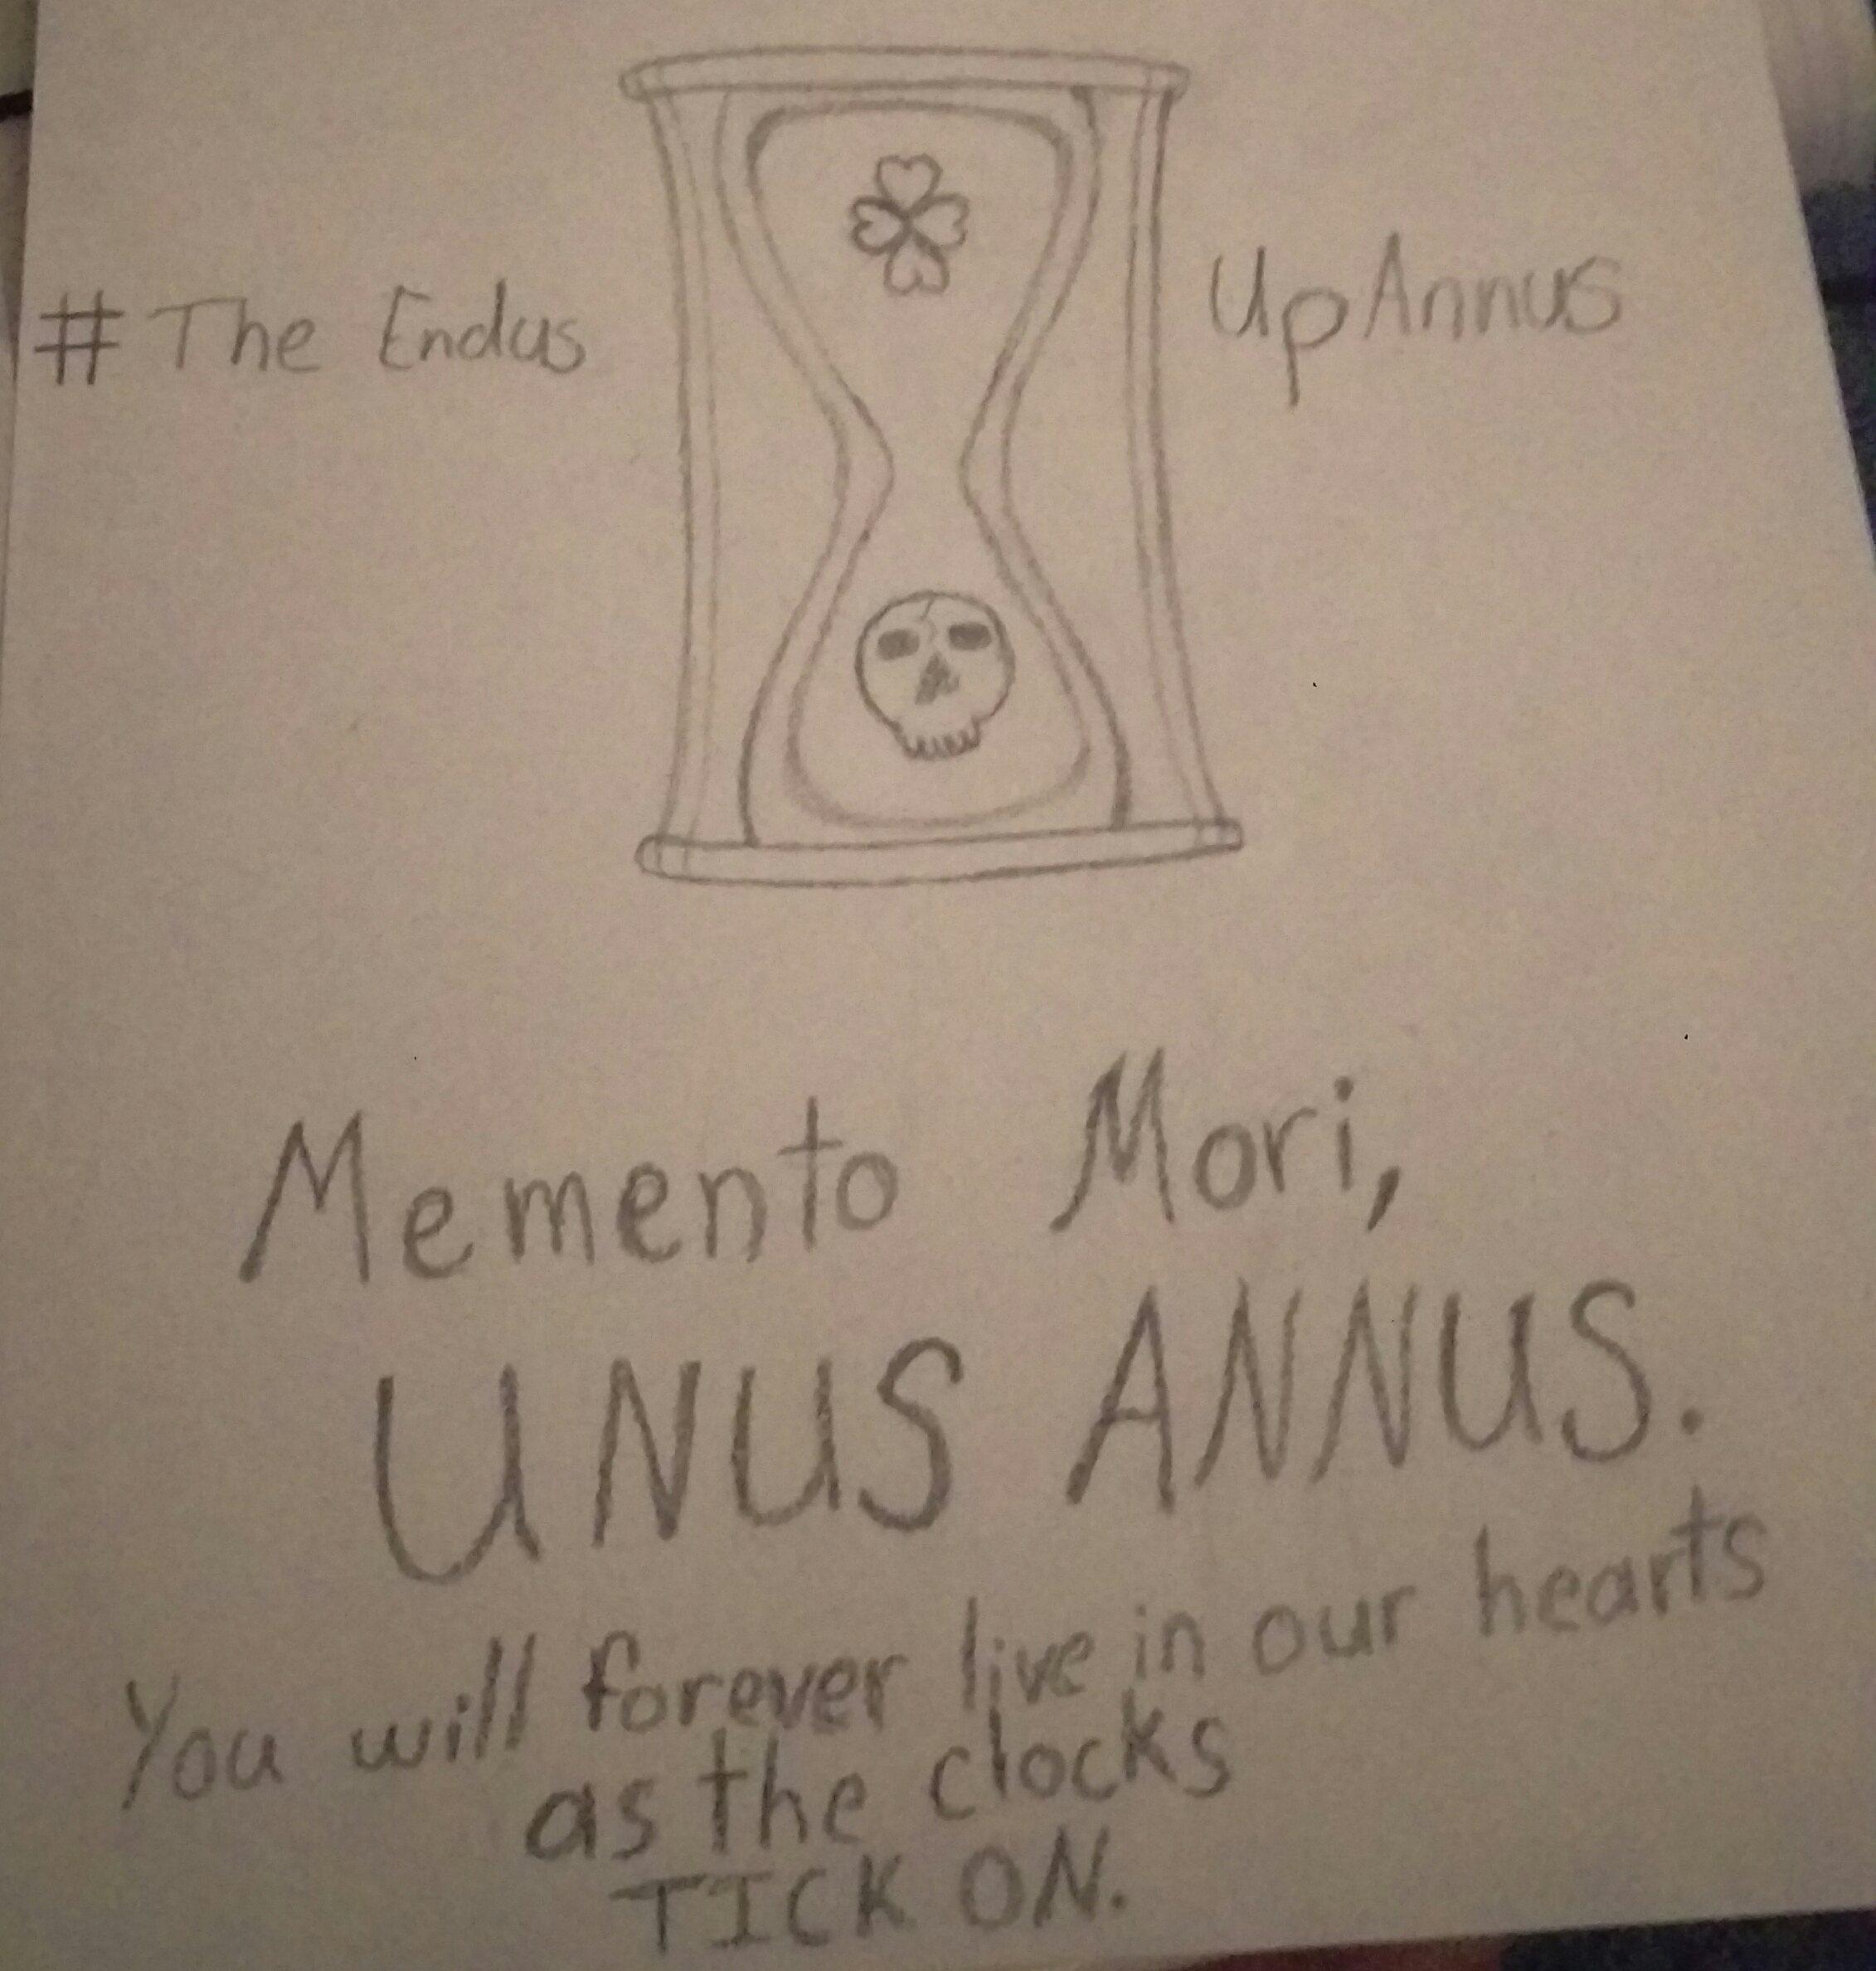 # The Endus UpAnnus
Memento Mori,
UNUS ANNUS.
You will forever live in our hearts
as the clocks
TICK ON.